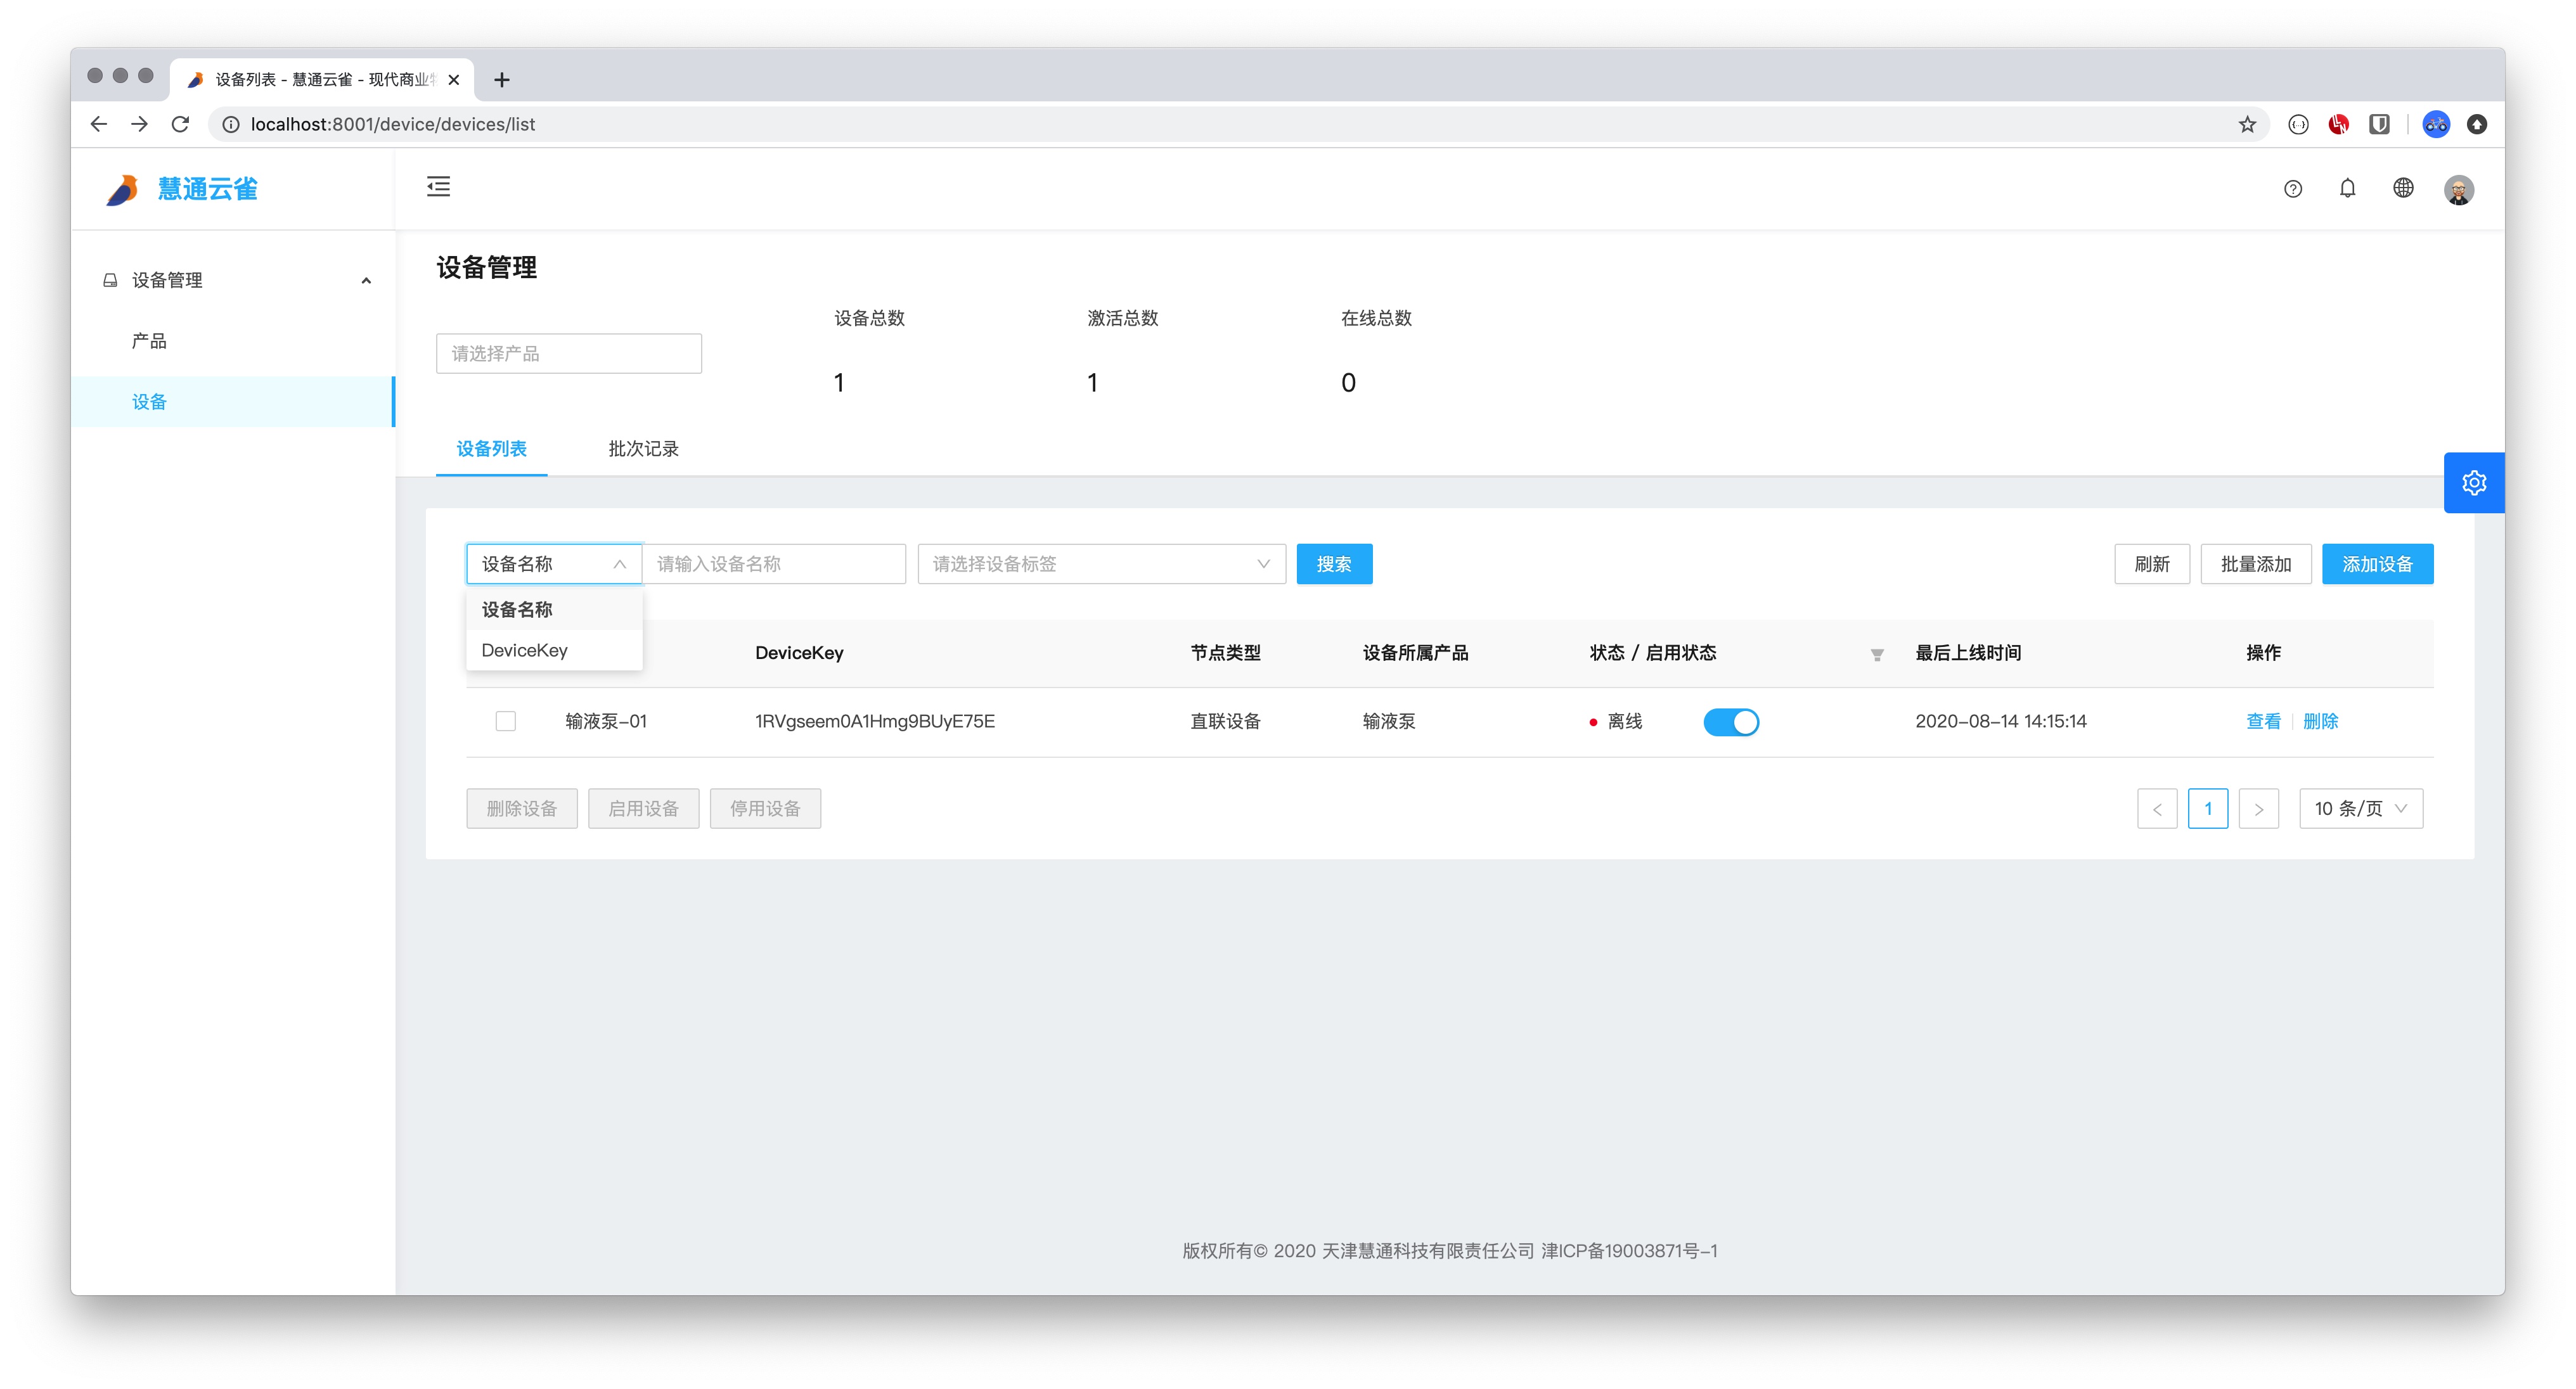 设备列表 - 慧通云雀 - 现代商业
localhost:8001/device/devices/list
慧通云雀
设备管理
产品
设备
设备管理
请选择产品
设备总数
激活总数
在线总数
1
1
0
设备列表
批次记录
设备名称
请输入设备名称
请选择设备标签
搜索
刷新
批量添加
添加设备
设备名称
DeviceKey
DeviceKey
节点类型
设备所属产品
状态 / 启用状态
最后上线时间
操作
输液泵-01
1RVgseem0A1Hmg9BUyE75E
直联设备
输液泵
离线
2020-08-14 14:15:14
查看
删除
删除设备
启用设备
停用设备
1
10 条/页
版权所有© 2020 天津慧通科技有限责任公司 津ICP备19003871号-1